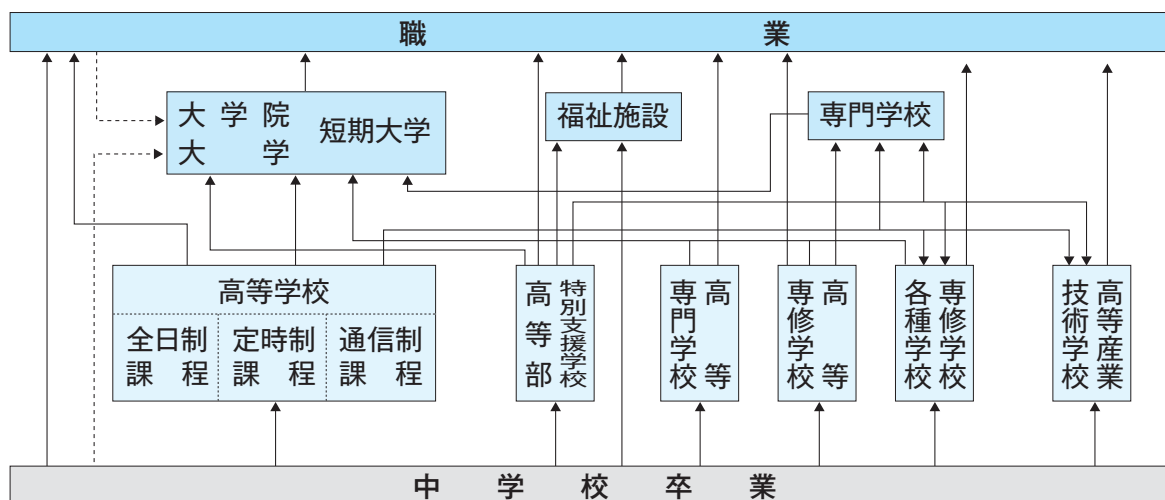 職業
大学院
大学
短期大学
福祉施設
専門学校
高等学校
全日制
課程
定時制
課程
通信制
課程
特別支援学校
高等部
高等
専門学校
高等
専修学校
専修学校
各種学校
高等産業
技術学校
中学校卒業